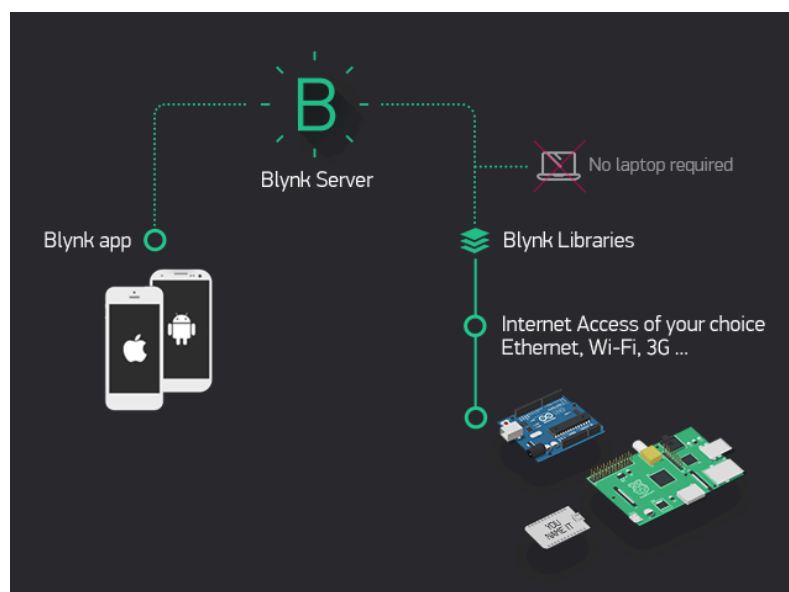 B
Blynk Server
No laptop required
Blynk app
Blynk Libraries
Internet Access of your choice
Ethernet, Wi-Fi, 3G ...
YOU
NAME IT